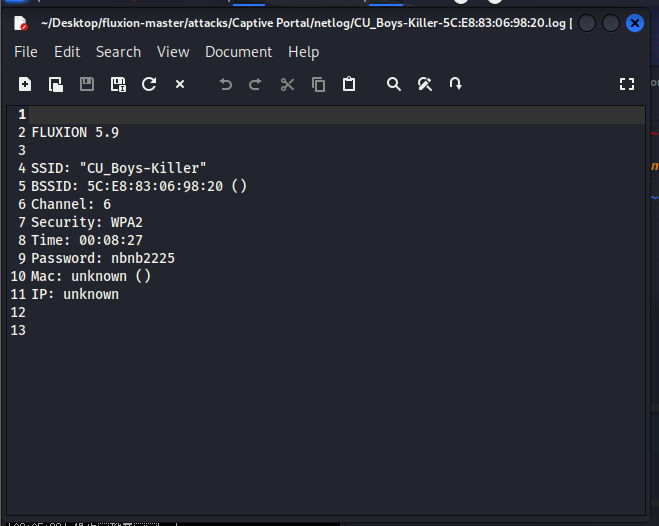 ~/Desktop/fluxion-master/attacks/Captive Portal/netlog/CU_Boys-Killer-5C:E8:83:06:98:20.log [
File Edit Search View Document Help
1
2 FLUXION 5.9
3
4 SSID: "CU_Boys-Killer"
5 BSSID: 5C:E8:83:06:98:20 ()
6 Channel: 6
7 Security: WPA2
8 Time: 00:08:27
9 Password: nbnb2225
10 Mac: unknown ()
11 IP: unknown
12
13